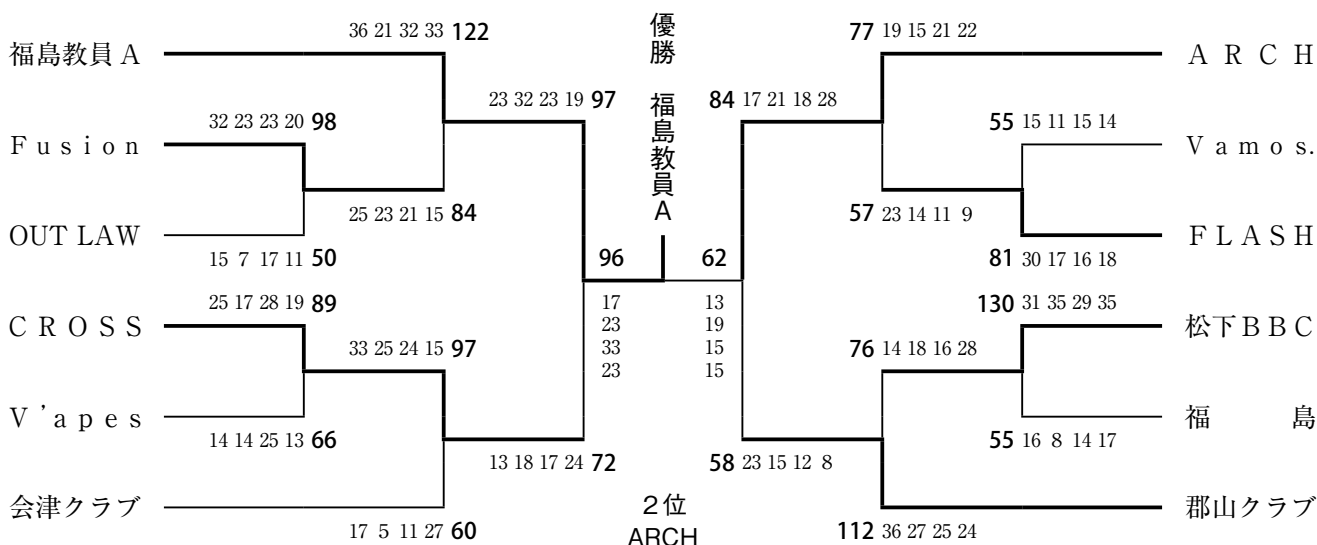 優勝 福島教員A
36 21 32 33 122
77 19 15 21 22
福島教員 A
ARCH
23 32 23 19 97
84 17 21 18 28
32 23 23 20 98
55 15 11 15 14
Fusion
Vamos.
25 23 21 15 84
57 23 14 11 9
OUT LAW
FLASH
15 7 17 11 50
96
62
81 30 17 16 18
25 17 28 19 89
17
13
130 31 35 29 35
23
19
CROSS
松下BBC
33
15
33 25 24 15 97
76 14 18 16 28
23
15
V'apes
福島
14 14 25 13 66
55 16 8 14 17
13 18 17 24 72
58 23 15 12 8
会津クラブ
2位
郡山クラブ
17 5 11 27 60
ARCH
112 36 27 25 24